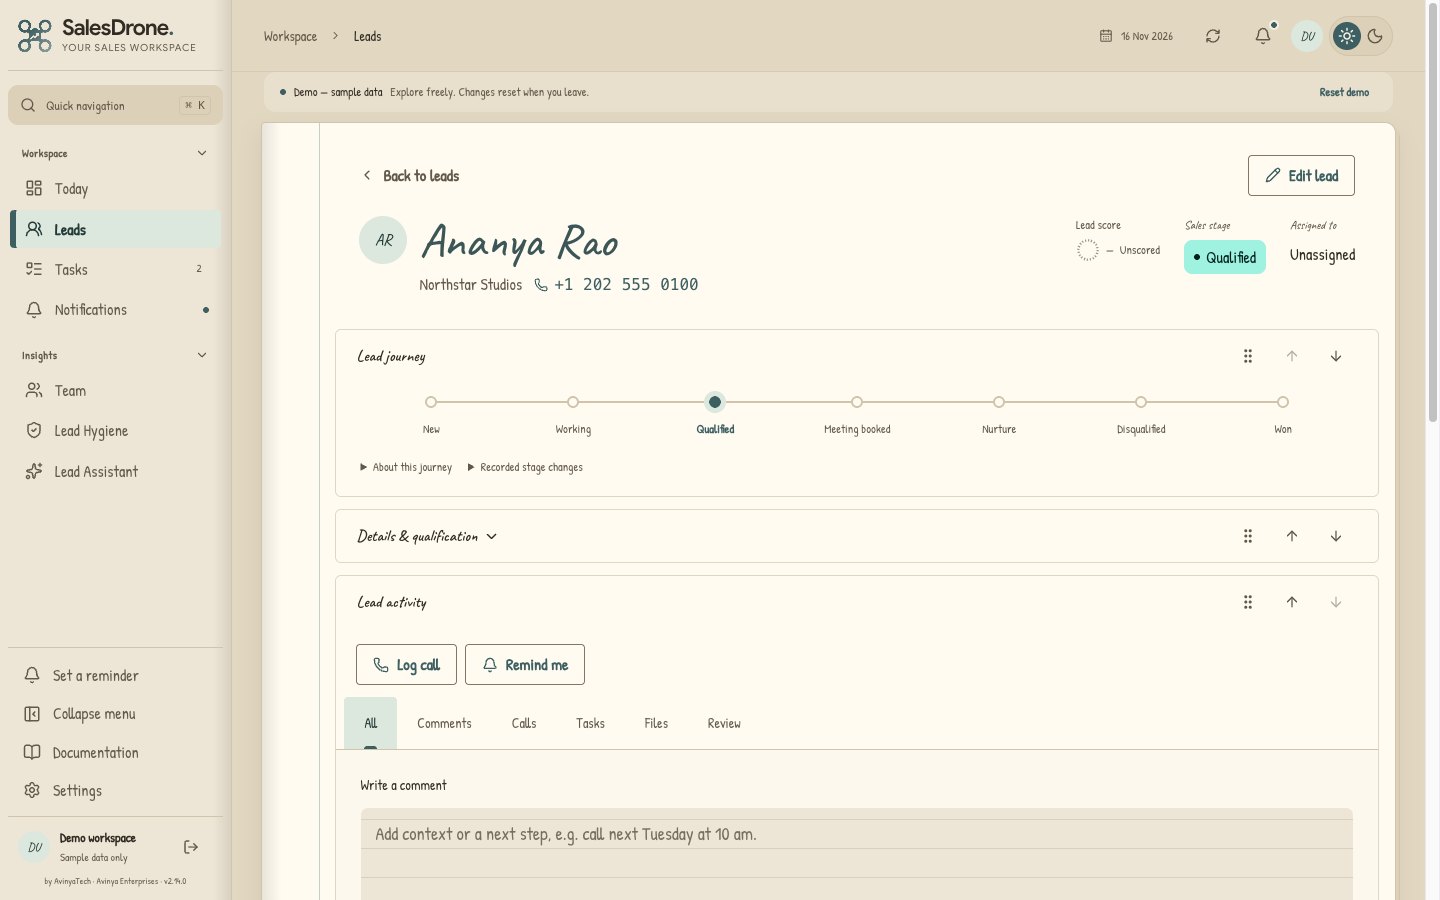 SalesDrone.
YOUR SALES WORKSPACE
Quick navigation ⌘ K
Workspace
Today
Leads
Tasks 2
Notifications
Insights
Team
Lead Hygiene
Lead Assistant
Set a reminder
Collapse menu
Documentation
Settings
DU Demo workspace
Sample data only
by AvinyaTech · Avinya Enterprises · v2.14.0
Workspace > Leads
16 Nov 2026 DU
Demo — sample data Explore freely. Changes reset when you leave. Reset demo
Back to leads Edit lead
AR Ananya Rao
Northstar Studios +1 202 555 0100
Lead score Sales stage Assigned to
— Unscored Qualified Unassigned
Lead journey
New Working Qualified Meeting booked Nurture Disqualified Won
About this journey Recorded stage changes
Details & qualification
Lead activity
Log call Remind me
All Comments Calls Tasks Files Review
Write a comment
Add context or a next step, e.g. call next Tuesday at 10 am.